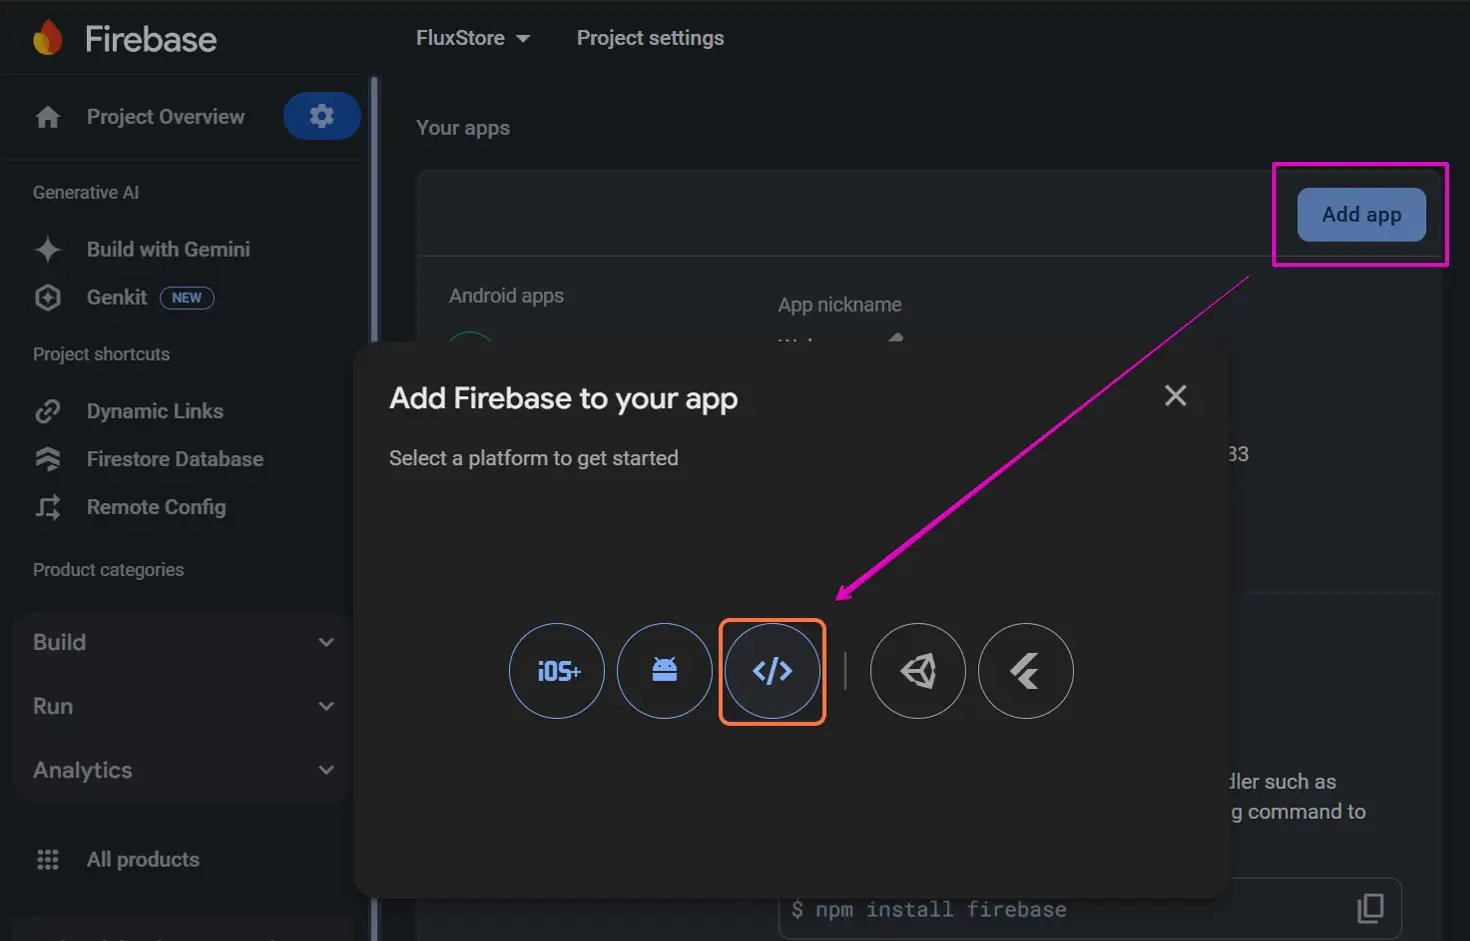 Firebase
FluxStore
Project settings
Project Overview
Your apps
Add app
Generative AI
Build with Gemini
Genkit
NEW
Project shortcuts
Dynamic Links
Firestore Database
Remote Config
Product categories
Build
Run
Analytics
All products
Android apps
App nickname
Add Firebase to your app
Select a platform to get started
iOS+
</>
33
dler such as
g command to
$ npm install firebase